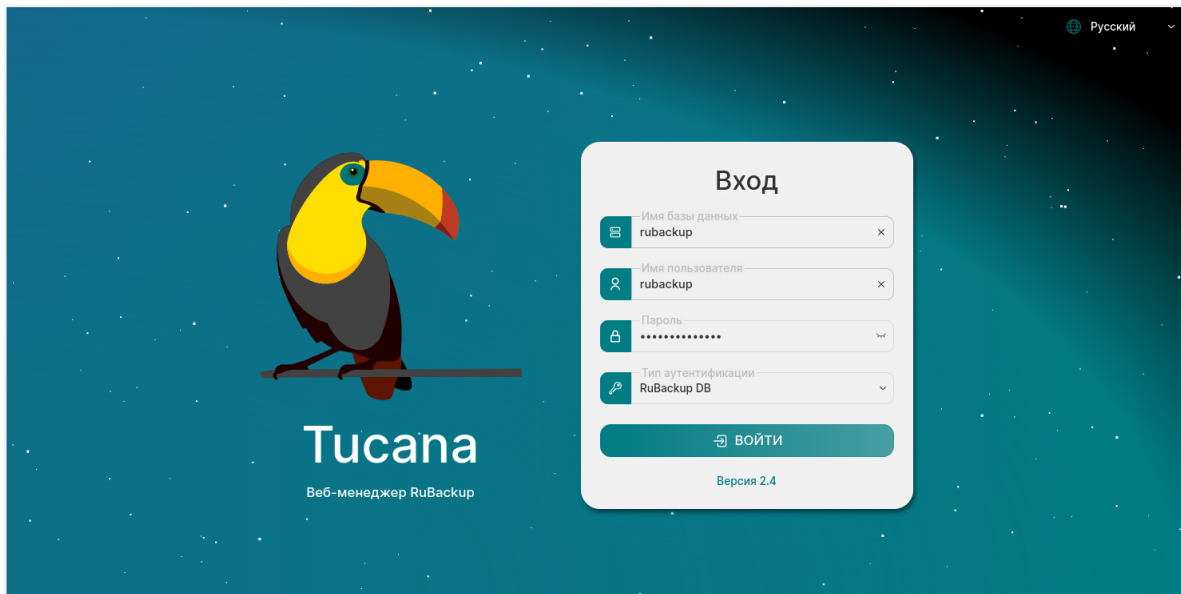 Русский
Вход
Имя базы данных
rubackup
Имя пользователя
rubackup
Пароль
••••••••••••••
Тип аутентификации
RuBackup DB
ВОЙТИ
Версия 2.4
Tucana
Веб-менеджер RuBackup